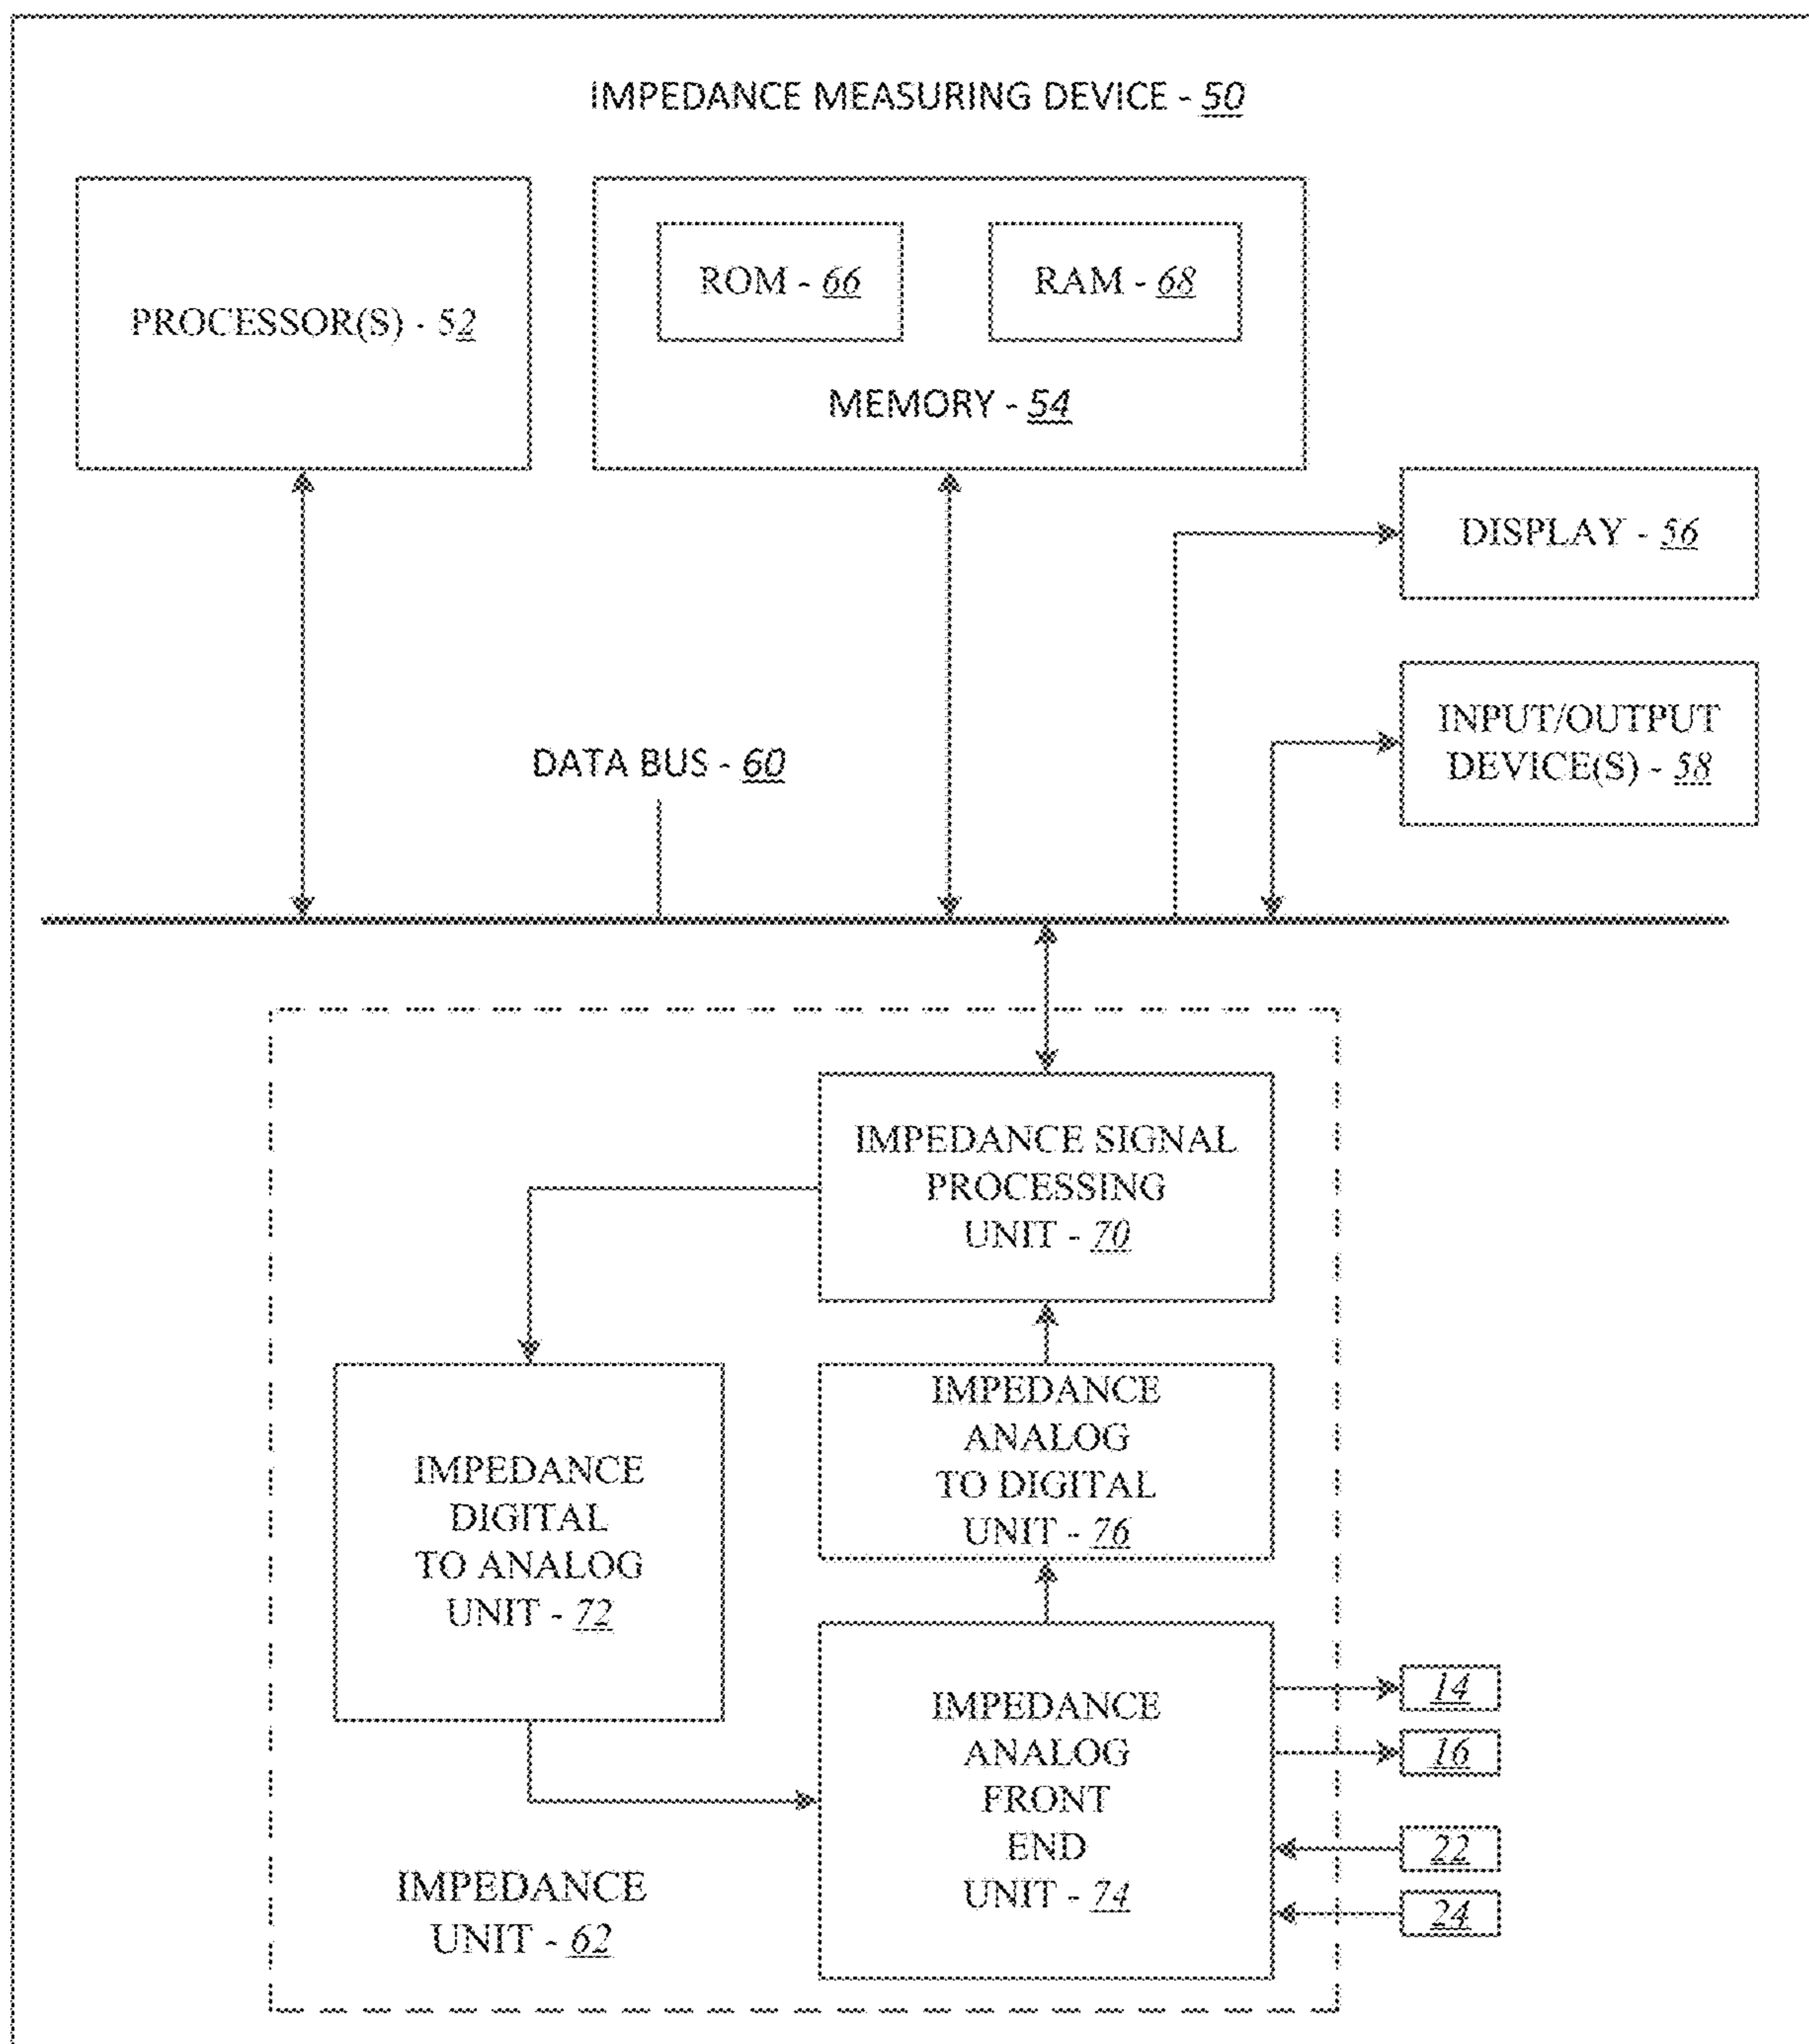 IMPEDANCE MEASURING DEVICE - 50
PROCESSOR(S) - 52
ROM - 66
RAM - 68
MEMORY - 54
DISPLAY - 56
INPUT/OUTPUT
DEVICE(S) - 58
DATA BUS - 60
IMPEDANCE SIGNAL
PROCESSING
UNIT - 70
IMPEDANCE
DIGITAL
TO ANALOG
UNIT - 72
IMPEDANCE
ANALOG
TO DIGITAL
UNIT - 76
IMPEDANCE
ANALOG
FRONT
END
UNIT - 74
14
16
22
24
IMPEDANCE
UNIT - 62